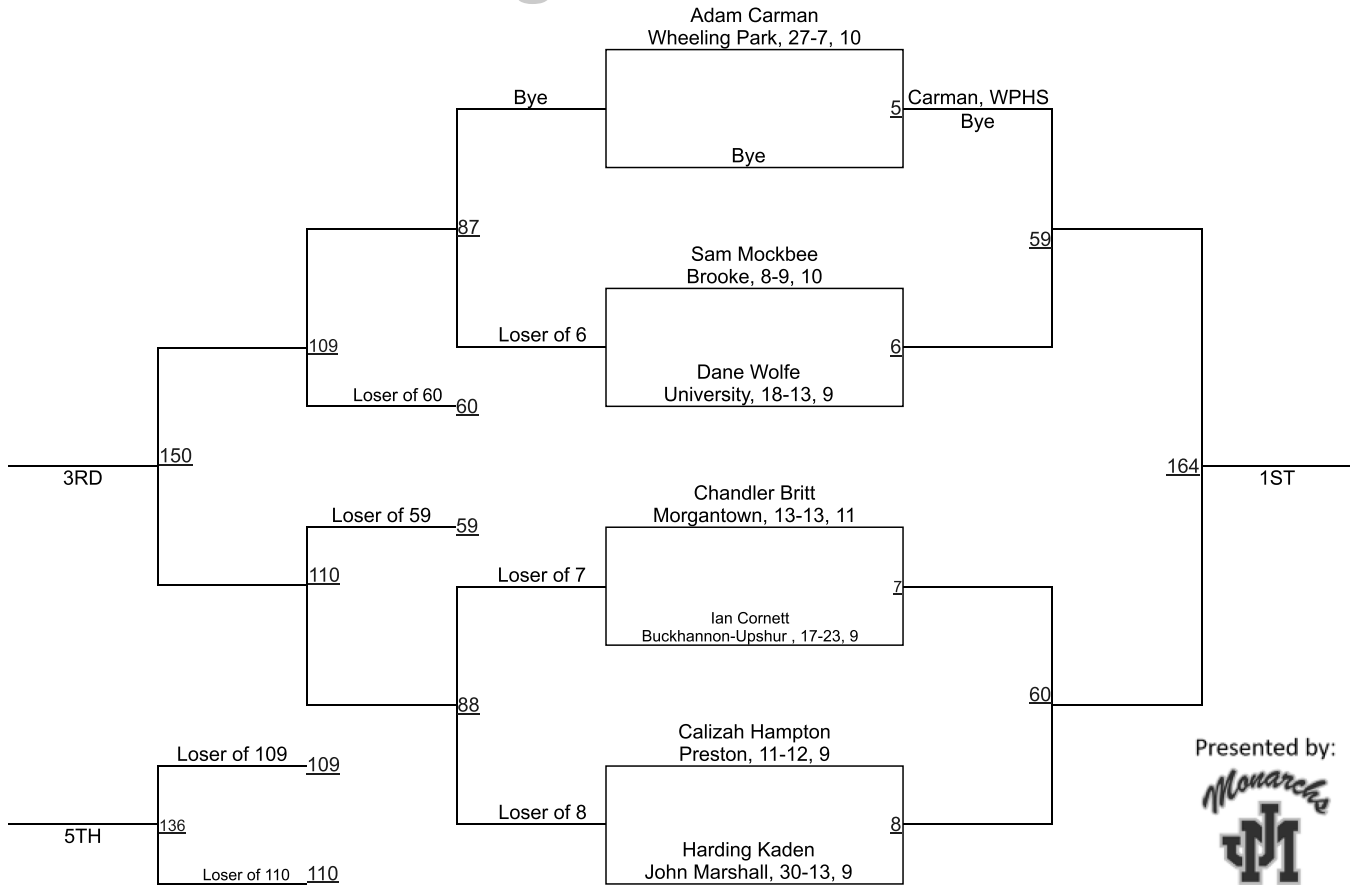 Adam Carman
Wheeling Park, 27-7, 10
Bye
5
Carman, WPHS
Bye
Bye
87
59
Sam Mockbee
Brooke, 8-9, 10
Loser of 6
6
109
Dane Wolfe
University, 18-13, 9
Loser of 60
60
150
3RD
164
1ST
Chandler Britt
Morgantown, 13-13, 11
Loser of 59
59
110
Loser of 7
7
Ian Cornett
Buckhannon-Upshur , 17-23, 9
88
60
Calizah Hampton
Preston, 11-12, 9
Loser of 109
109
Presented by:
Monarchs
JM
Loser of 8
8
136
5TH
Harding Kaden
John Marshall, 30-13, 9
Loser of 110
110